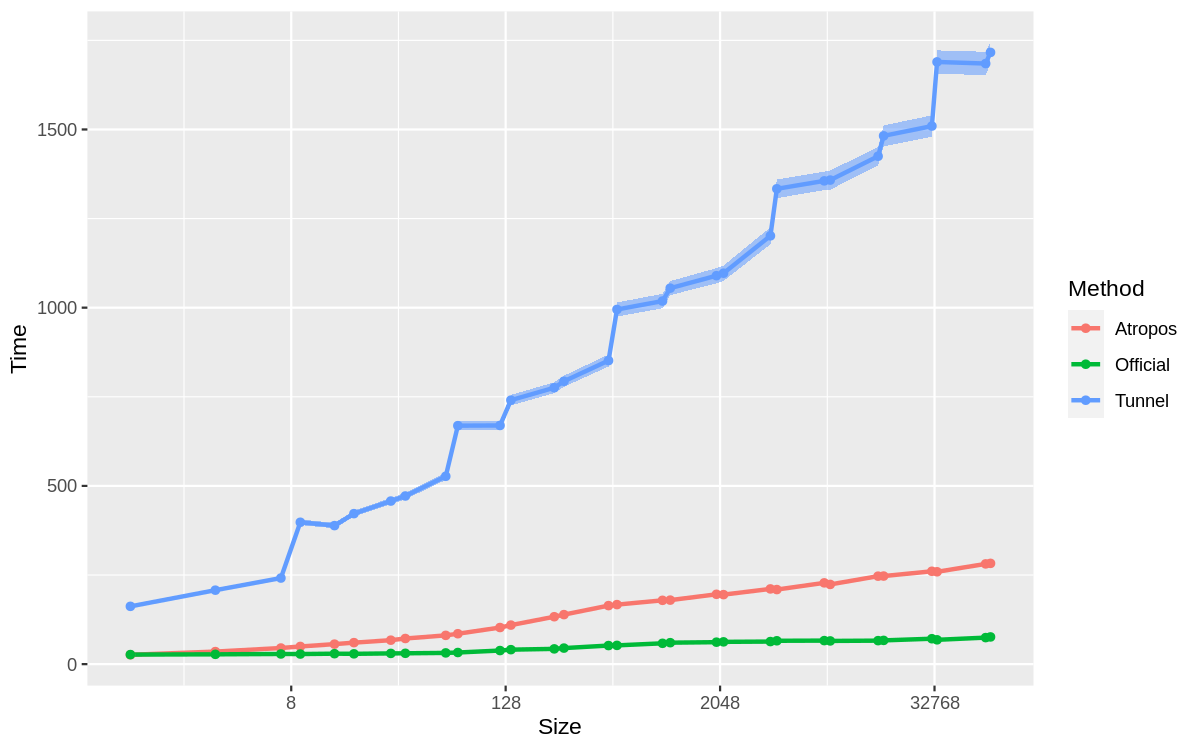 Time
1500
1000
500
0
8
128
2048
32768
Size
Method
Atropos
Official
Tunnel